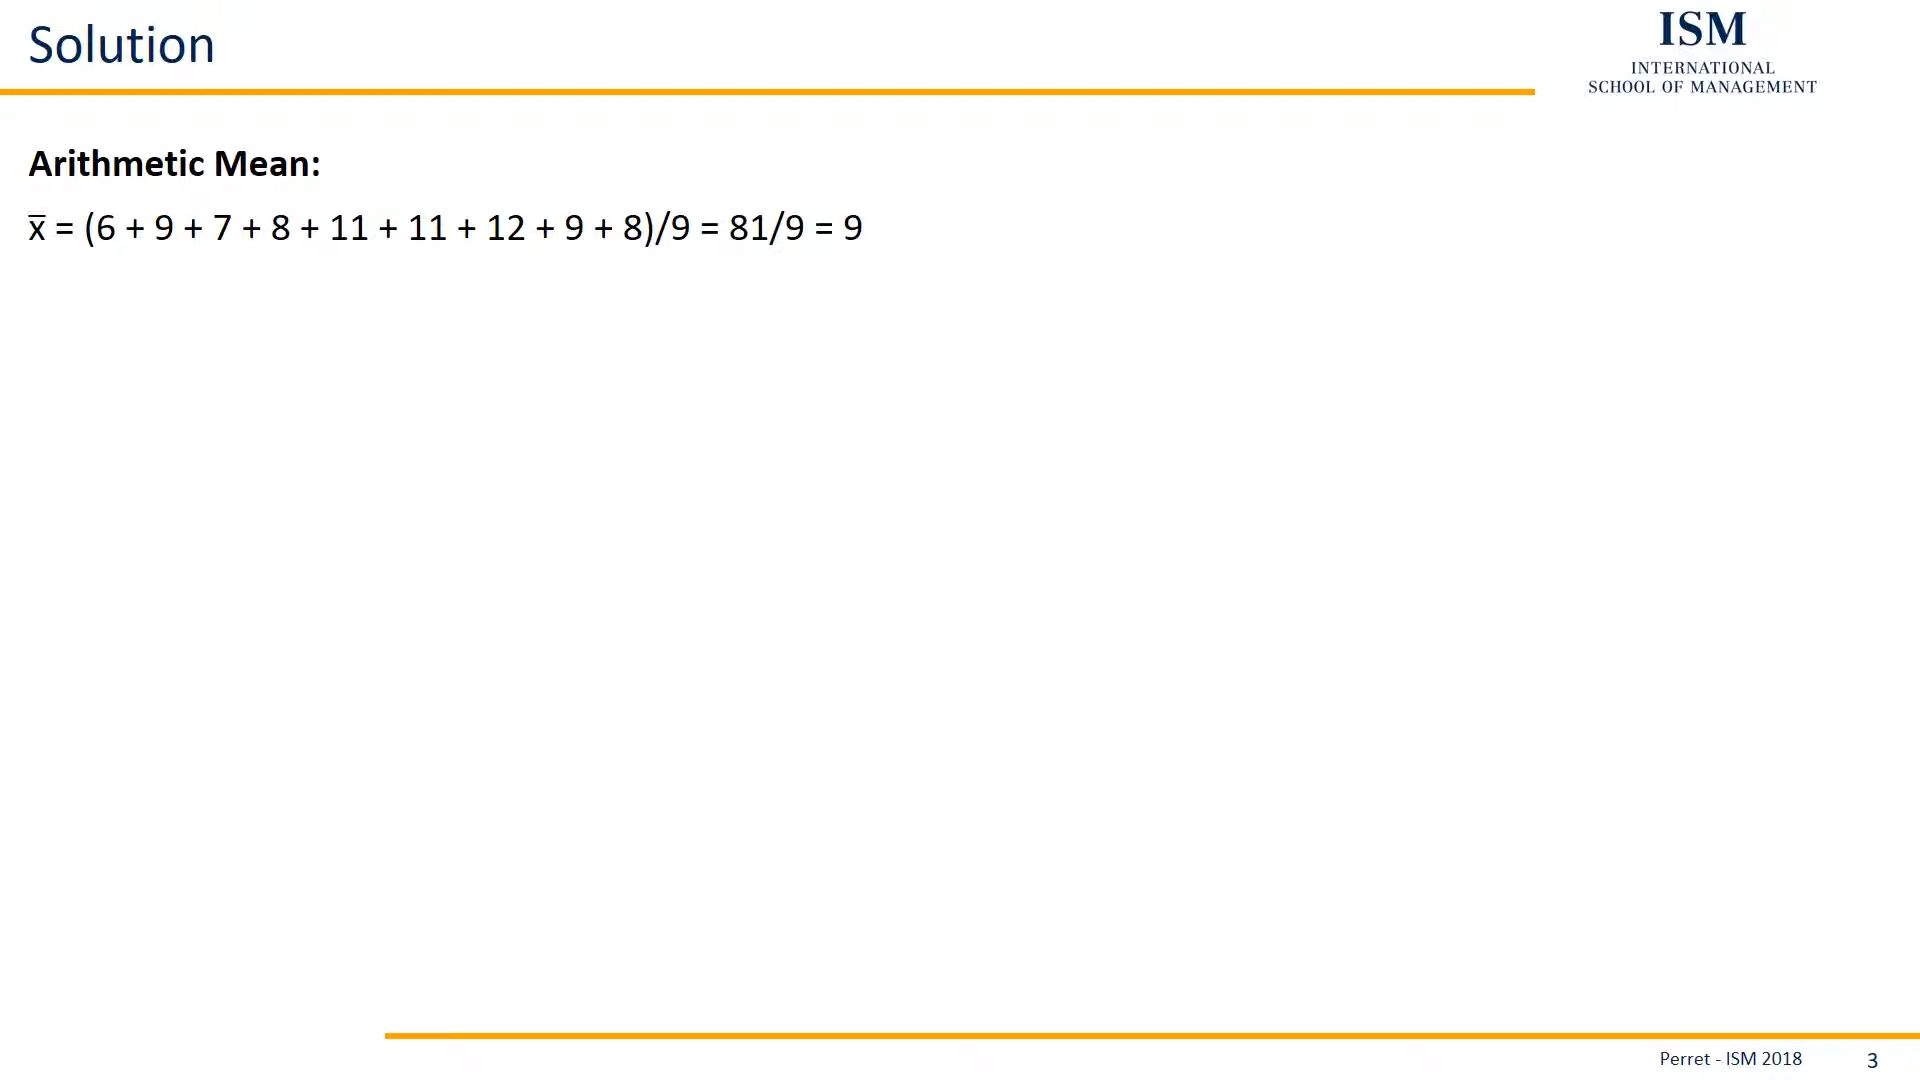 Solution
ISM
INTERNATIONAL
SCHOOL OF MANAGEMENT
Arithmetic Mean:
x̅ = (6 + 9 + 7 + 8 + 11 + 11 + 12 + 9 + 8)/9 = 81/9 = 9
Perret - ISM 2018
3